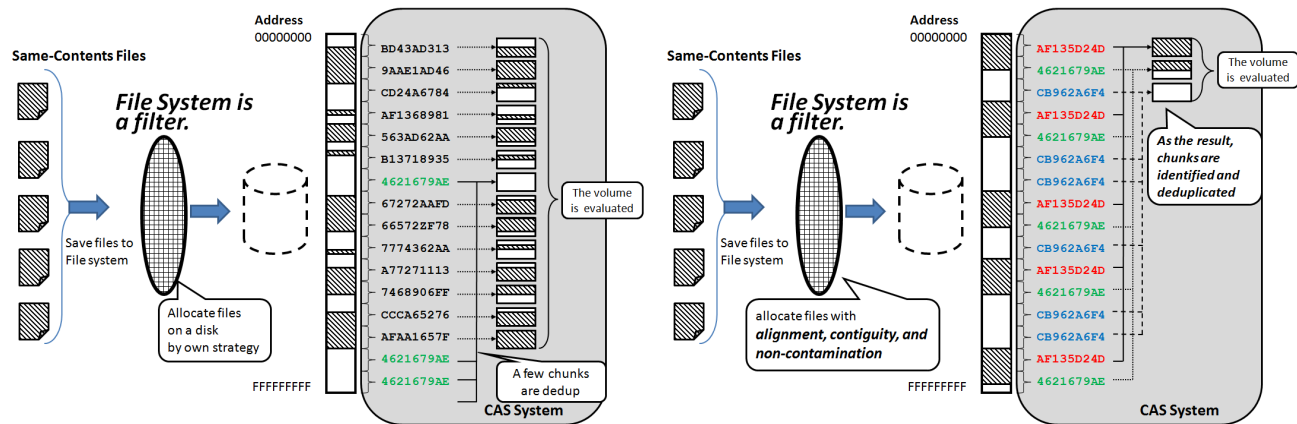 Address
00000000
Same-Contents Files
File System is
a filter.
Save files to
File system
Allocate files
on a disk
by own strategy
FFFFFFFFF
BD43AD313
9AAE1AD46
CD24A6784
AF1368981
563AD62AA
B13718935
4621679AE
67272AAFD
66572ZF78
7774362AA
A77271113
7468906FF
CCCA65276
AFAA1657F
4621679AE
4621679AE
The volume
is evaluated
A few chunks
are dedup
CAS System
Address
00000000
Same-Contents Files
File System is
a filter.
Save files to
File system
allocate files with
alignment, contiguity, and
non-contamination
FFFFFFFFF
AF135D24D
4621679AE
CB962A6F4
AF135D24D
4621679AE
CB962A6F4
CB962A6F4
AF135D24D
4621679AE
CB962A6F4
AF135D24D
4621679AE
CB962A6F4
CB962A6F4
AF135D24D
4621679AE
The volume
is evaluated
As the result,
chunks are
identified and
deduplicated
CAS System